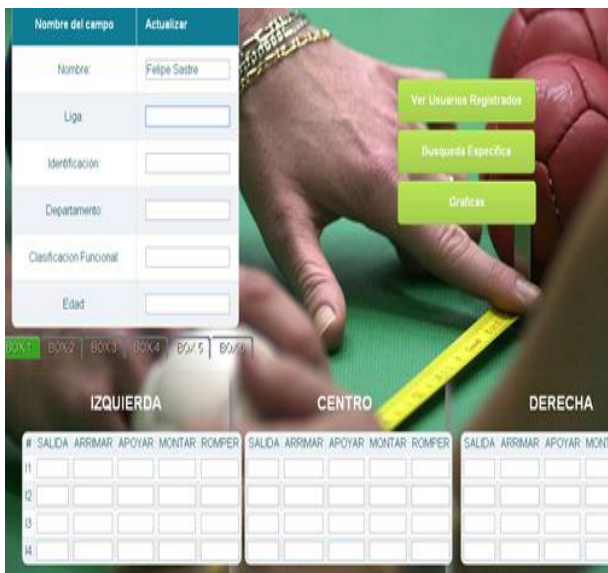 Nombre del campo Actualizar
Nombre: Felipe Sastre
Liga:
Identificación:
Departamento:
Clasificacion Funcional
Edad:
Ver Usuarios Registrados
Busqueda Especifica
Graficas
BOX 1 BOX 2 BOX 3 BOX 4 BOX 5 BOX 6
IZQUIERDA CENTRO DERECHA
# SALIDA ARRIMAR APOYAR MONTAR ROMPER SALIDA ARRIMAR APOYAR MONTAR ROMPER SALIDA ARRIMAR APOYAR MONT
I1
I2
I3
I4